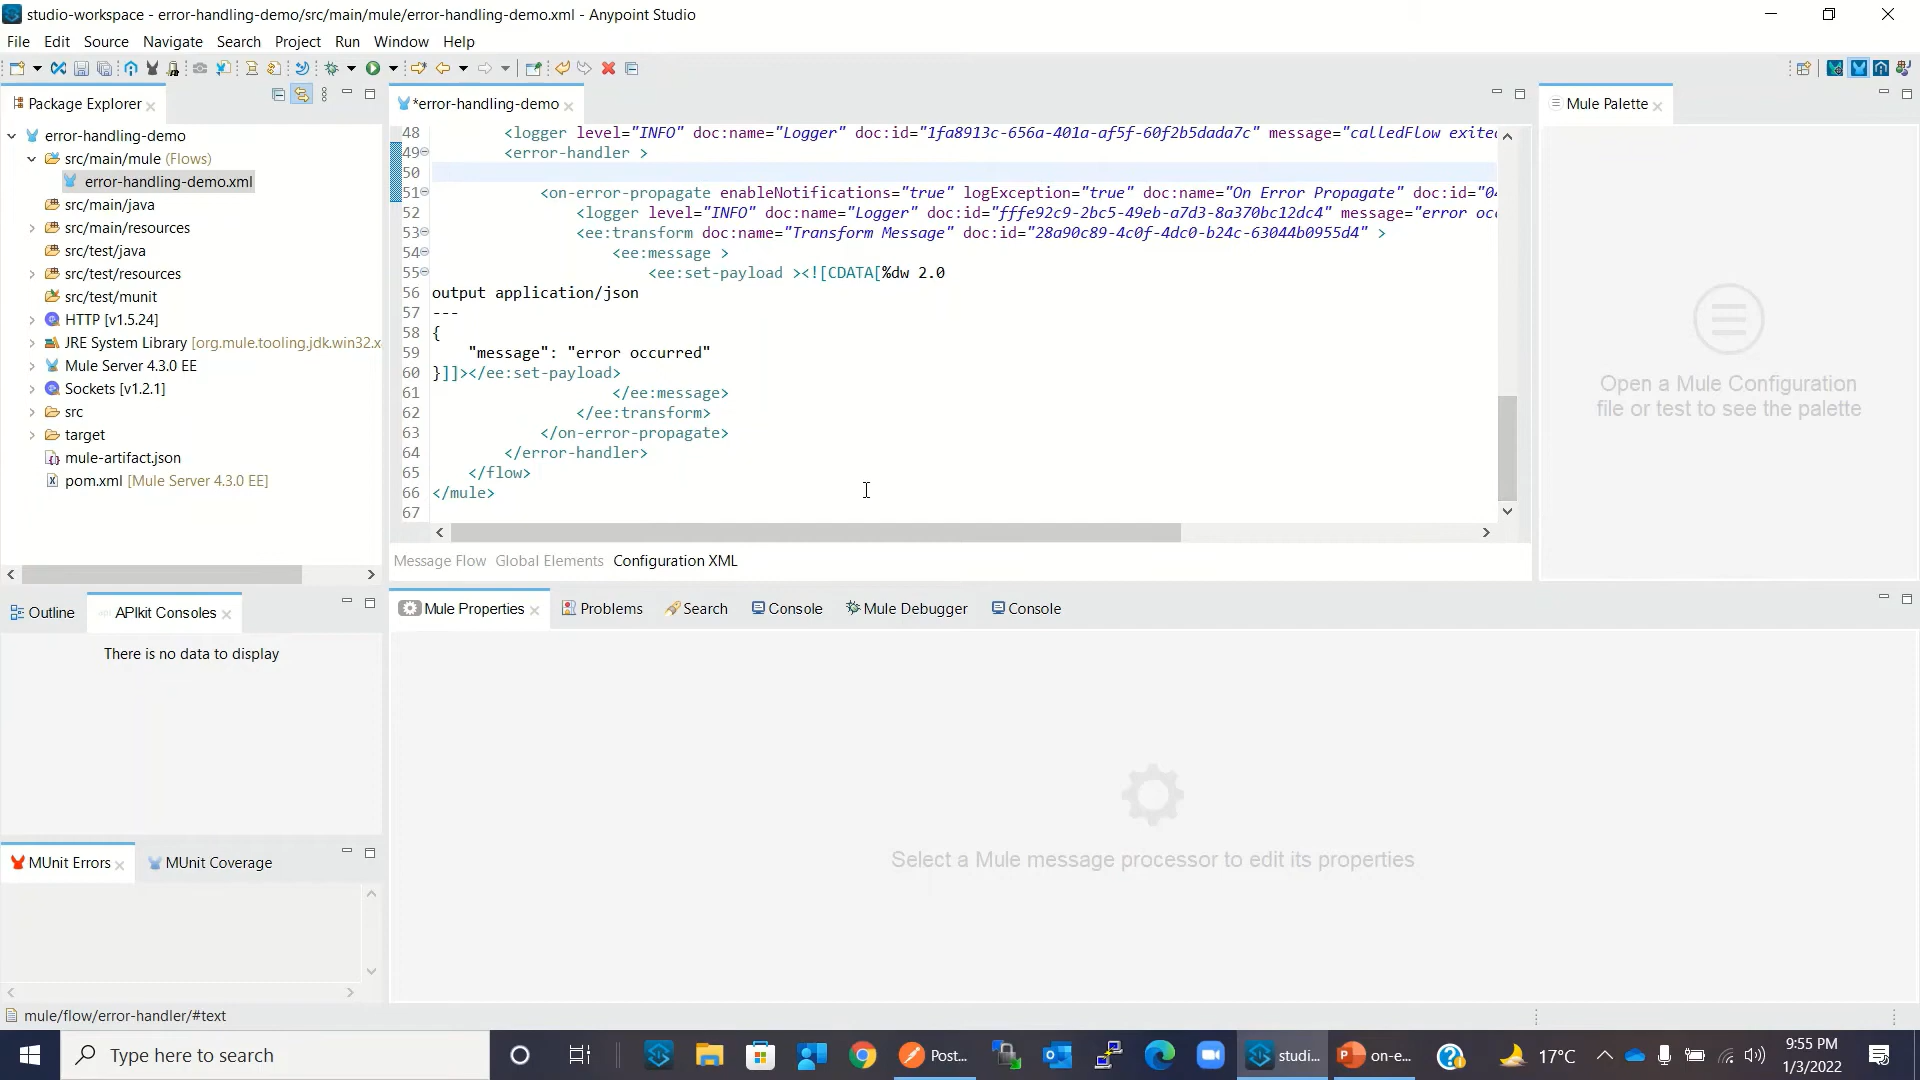 studio-workspace - error-handling-demo/src/main/mule/error-handling-demo.xml - Anypoint Studio
File Edit Source Navigate Search Project Run Window Help
Package Explorer
*error-handling-demo
Mule Palette
error-handling-demo
src/main/mule (Flows)
error-handling-demo.xml
src/main/java
src/main/resources
src/test/java
src/test/resources
src/test/munit
HTTP [v1.5.24]
JRE System Library [org.mule.tooling.jdk.win32.x
Mule Server 4.3.0 EE
Sockets [v1.2.1]
src
target
mule-artifact.json
pom.xml [Mule Server 4.3.0 EE]
48 <logger level="INFO" doc:name="Logger" doc:id="1fa8913c-656a-401a-af5f-60f2b5dada7c" message="calledFlow exited
49 <error-handler >
50
51 <on-error-propagate enableNotifications="true" logException="true" doc:name="On Error Propagate" doc:id="04
52 <logger level="INFO" doc:name="Logger" doc:id="fffe92c9-2bc5-49eb-a7d3-8a370bc12dc4" message="error occ
53 <ee:transform doc:name="Transform Message" doc:id="28a90c89-4c0f-4dc0-b24c-63044b0955d4" >
54 <ee:message >
55 <ee:set-payload ><![CDATA[%dw 2.0
56 output application/json
57 ---
58 {
59 "message": "error occurred"
60 }]]></ee:set-payload>
61 </ee:message>
62 </ee:transform>
63 </on-error-propagate>
64 </error-handler>
65 </flow>
66 </mule>
67
Open a Mule Configuration
file or test to see the palette
Message Flow Global Elements Configuration XML
Outline APIkit Consoles
There is no data to display
Mule Properties Problems Search Console Mule Debugger Console
Select a Mule message processor to edit its properties
MUnit Errors MUnit Coverage
mule/flow/error-handler/#text
Type here to search
Post...
studi...
on-e...
17°C
9:55 PM
1/3/2022